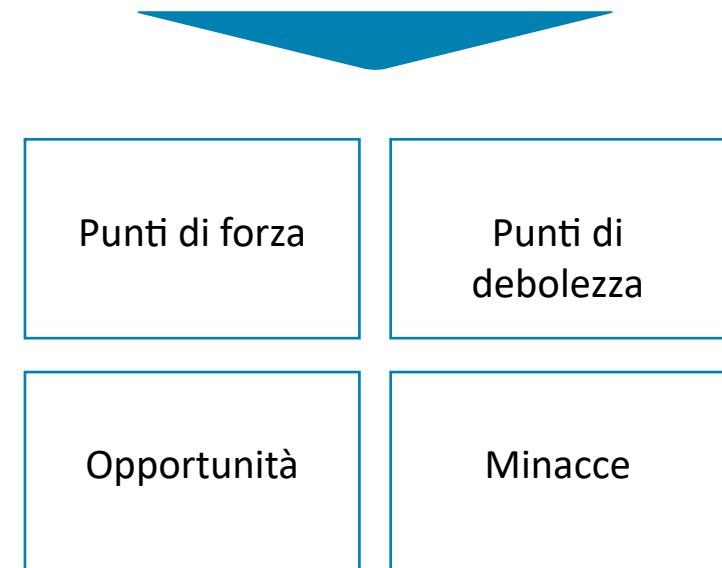 Punti di forza
Punti di
debolezza
Opportunità
Minacce